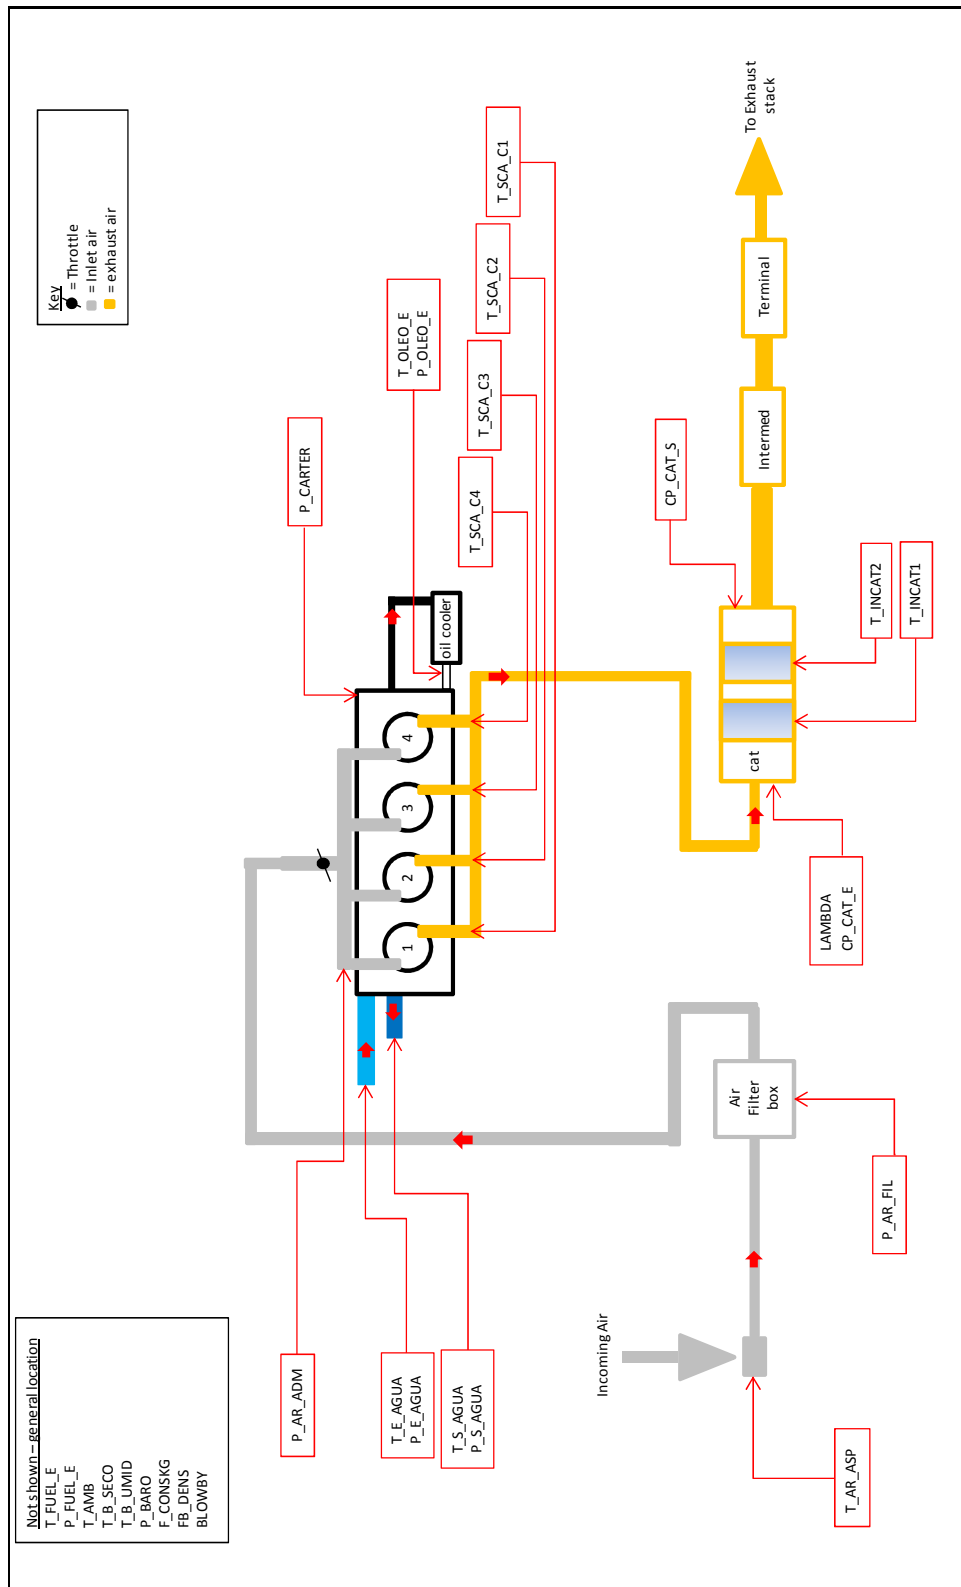 Not shown – general location
T_FUEL_E
P_FUEL_E
T_AMB
T_B_SECO
T_B_UMID
P_BARO
F_CONSKG
FB_DENS
BLOWBY
Key
= Throttle
= Inlet air
= exhaust air
P_AR_ADM
T_E_AGUA
P_E_AGUA
T_S_AGUA
P_S_AGUA
P_CARTER
T_OLEO_E
P_OLEO_E
T_SCA_C4
T_SCA_C3
T_SCA_C2
T_SCA_C1
1
2
3
4
oil cooler
Incoming Air
T_AR_ASP
Air
Filter
box
P_AR_FIL
LAMBDA
CP_CAT_E
cat
T_INCAT1
T_INCAT2
CP_CAT_S
Intermed
Terminal
To Exhaust
stack